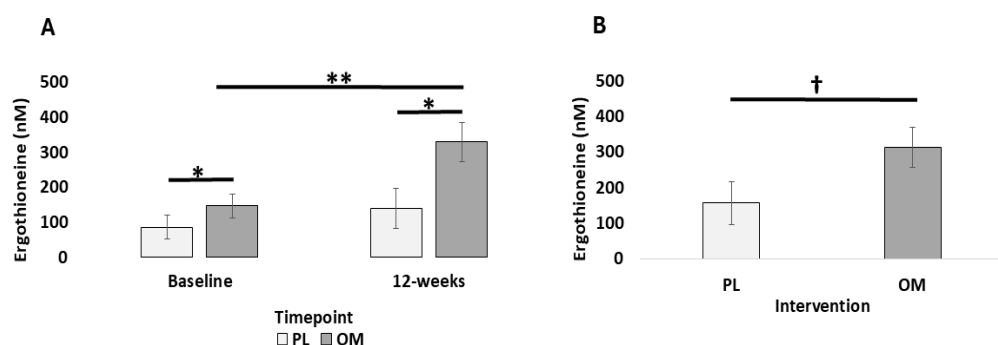 A
Ergothioneine (nM)
500
400
300
200
100
0
**
*
*
Baseline
12-weeks
Timepoint
PL OM
B
Ergothioneine (nM)
500
400
300
200
100
0
†
PL
OM
Intervention